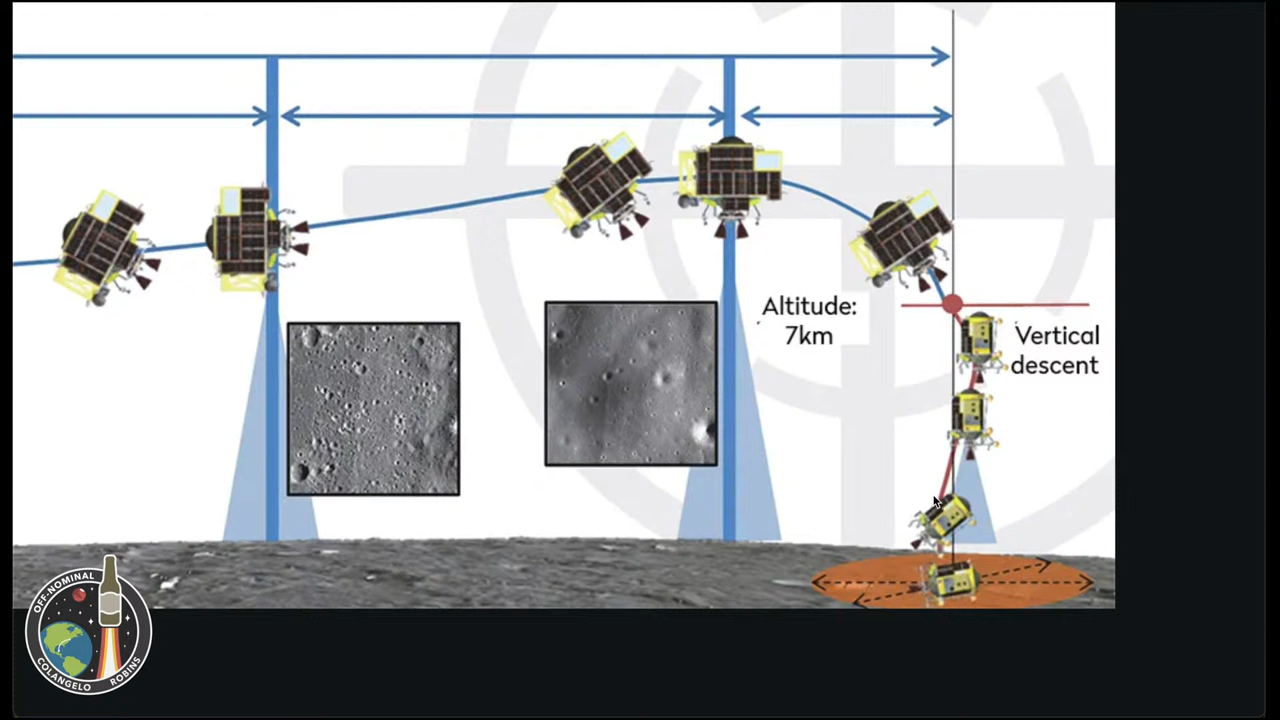 Altitude:
7km
Vertical
descent
OFF-NOMINAL
COLANGELO
ROBINS